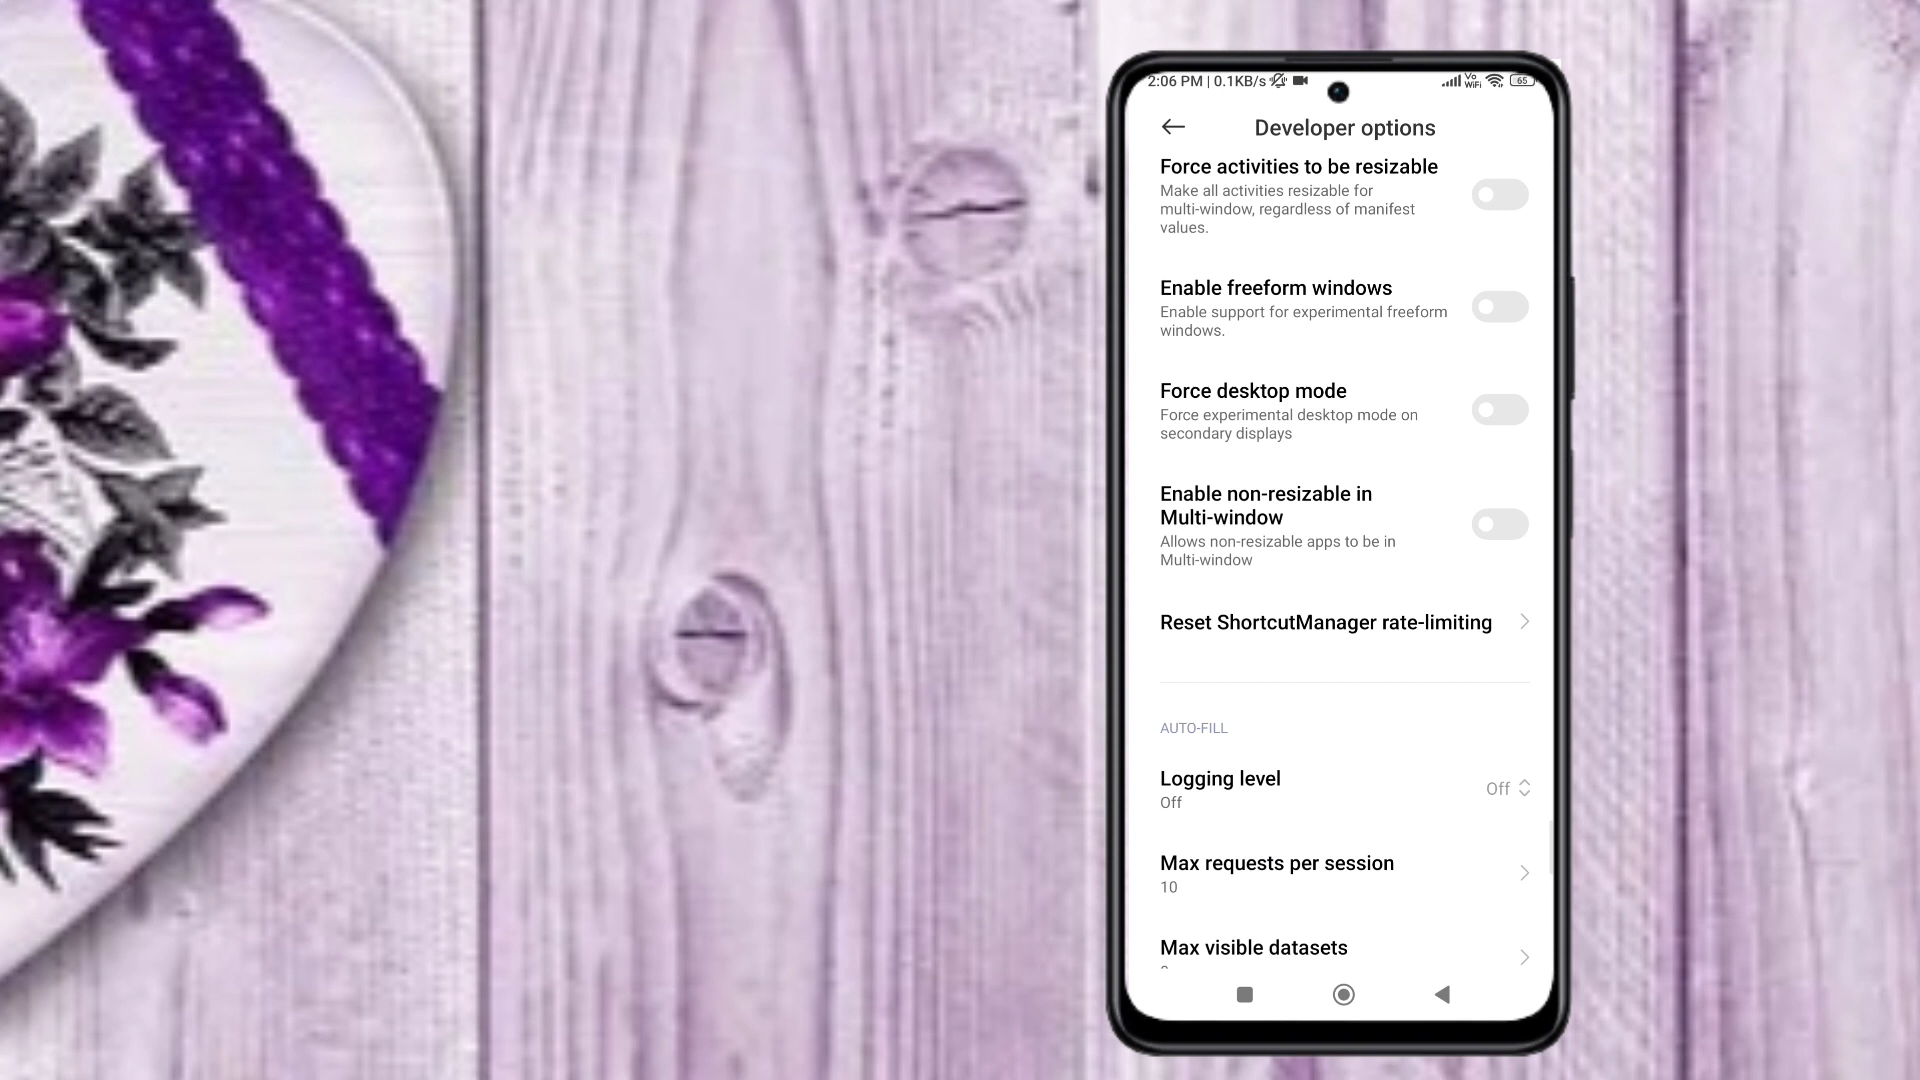 2:06 PM | 0.1KB/s
Vo
WiFi
65
Developer options
Force activities to be resizable
Make all activities resizable for
multi-window, regardless of manifest
values.
Enable freeform windows
Enable support for experimental freeform
windows.
Force desktop mode
Force experimental desktop mode on
secondary displays
Enable non-resizable in
Multi-window
Allows non-resizable apps to be in
Multi-window
Reset ShortcutManager rate-limiting
AUTO-FILL
Logging level
Off
Off
Max requests per session
10
Max visible datasets